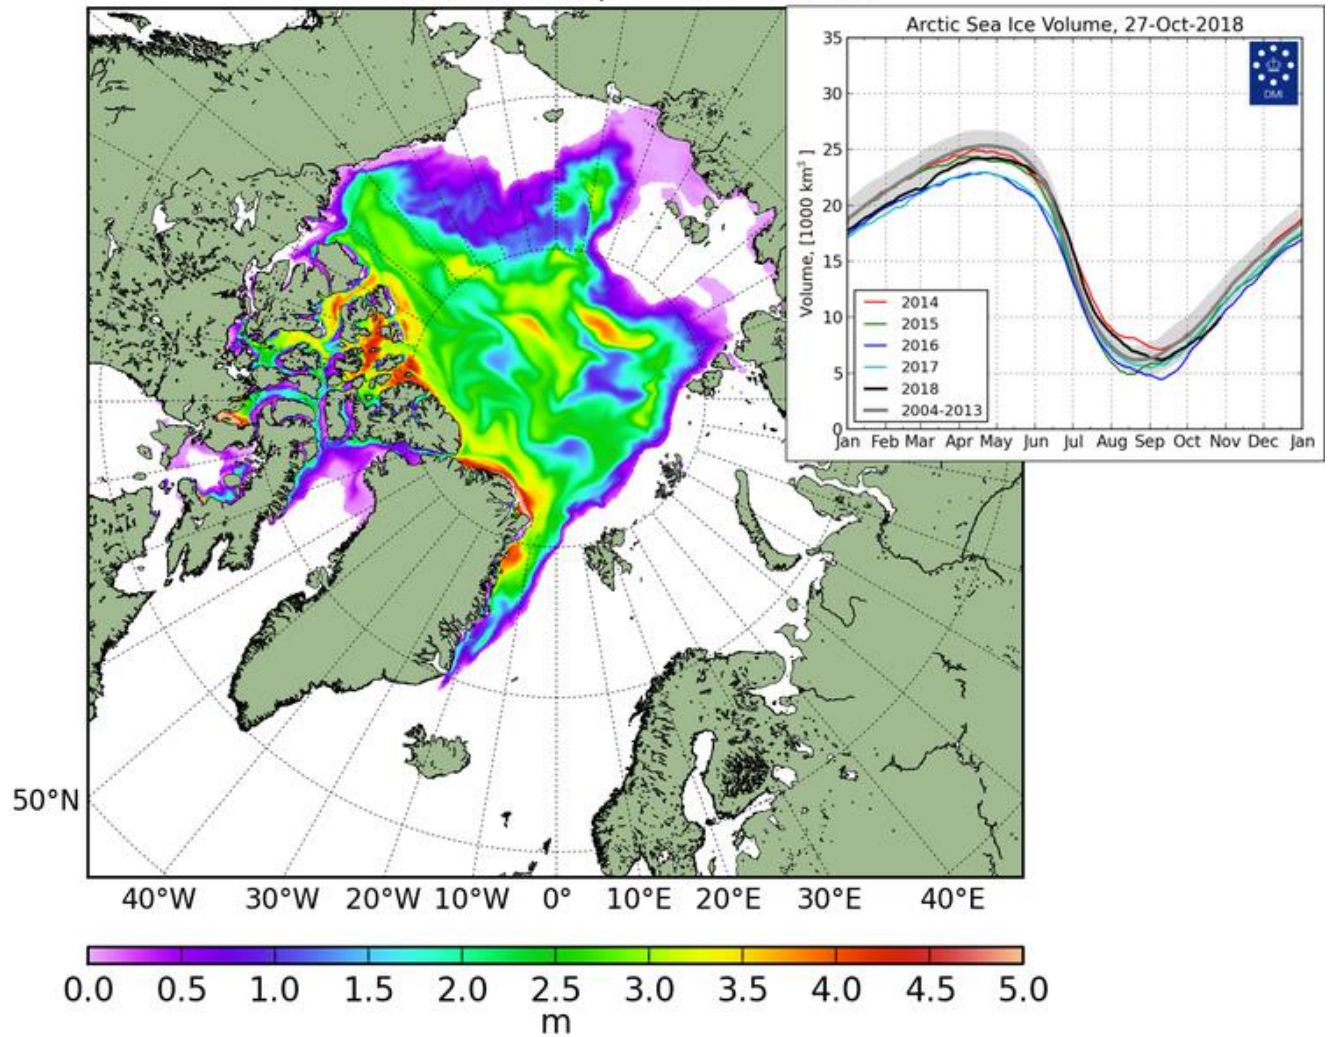 Arctic Sea Ice Volume, 27-Oct-2018
35
30
25
20
15
10
5
0
Volume, [1000 km³ ]
DMI
2014
2015
2016
2017
2018
2004-2013
Jan Feb Mar Apr May Jun Jul Aug Sep Oct Nov Dec Jan
50°N
40°W 30°W 20°W 10°W 0° 10°E 20°E 30°E 40°E
0.0 0.5 1.0 1.5 2.0 2.5 3.0 3.5 4.0 4.5 5.0
m